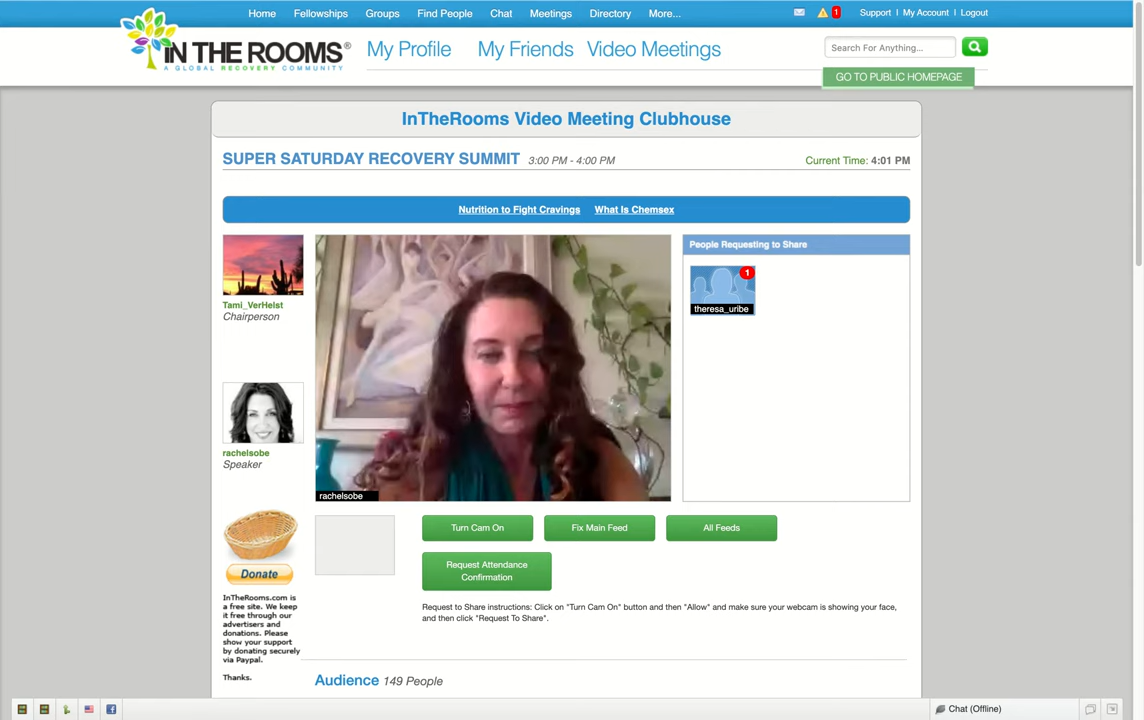 Home Fellowships Groups Find People Chat Meetings Directory More... 1 Support | My Account | Logout
IN THE ROOMS®
A GLOBAL RECOVERY COMMUNITY
My Profile My Friends Video Meetings
Search For Anything...
GO TO PUBLIC HOMEPAGE
InTheRooms Video Meeting Clubhouse
SUPER SATURDAY RECOVERY SUMMIT 3:00 PM - 4:00 PM Current Time: 4:01 PM
Nutrition to Fight Cravings What Is Chemsex
People Requesting to Share
1
theresa_uribe
Tami_VerHelst
Chairperson
rachelsobe
Speaker
rachelsobe
Turn Cam On Fix Main Feed All Feeds
Request Attendance
Confirmation
Request to Share instructions: Click on "Turn Cam On" button and then "Allow" and make sure your webcam is showing your face,
and then click "Request To Share".
Donate
InTheRooms.com is
a free site. We keep
it free through our
advertisers and
donations. Please
show your support
by donating securely
via Paypal.
Thanks.
Audience 149 People
Chat (Offline)